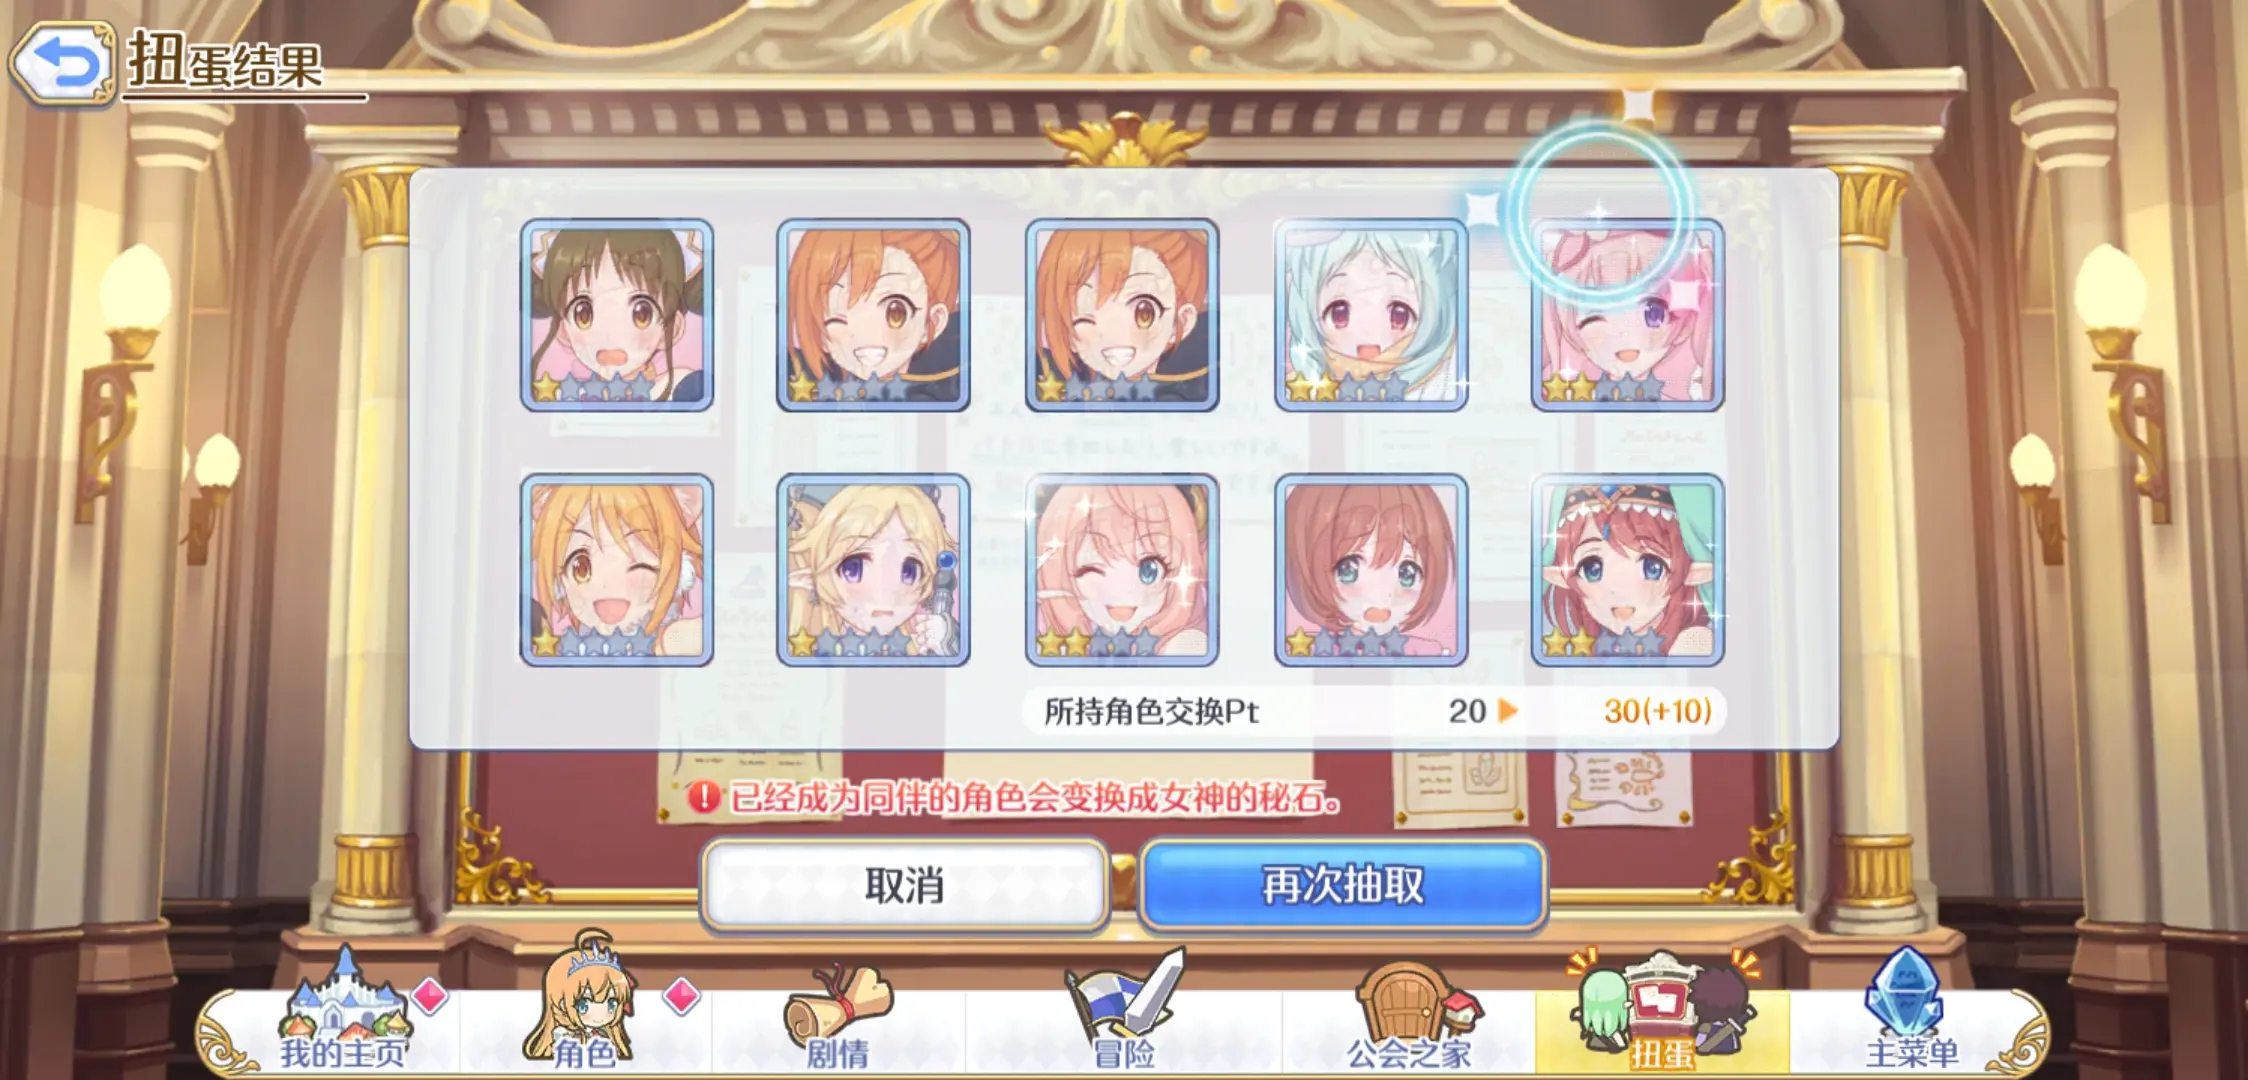 扭蛋结果
所持角色交换Pt 20 30(+10)
已经成为同伴的角色会变换成女神的秘石。
取消 再次抽取
我的主页 角色 剧情 冒险 公会之家 扭蛋 主菜单